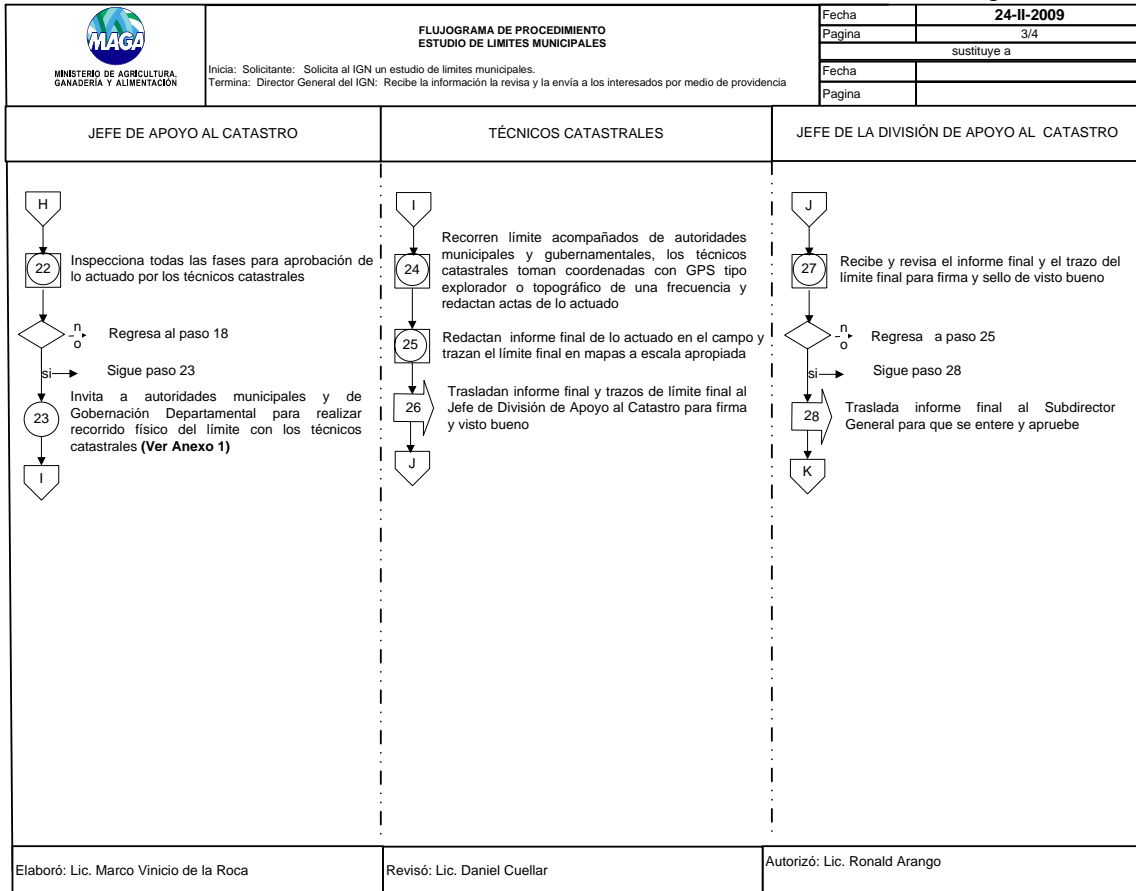 MAGA
MINISTERIO DE AGRICULTURA,
GANADERÍA Y ALIMENTACIÓN
FLUJOGRAMA DE PROCEDIMIENTO
ESTUDIO DE LIMITES MUNICIPALES
Inicia: Solicitante: Solicita al IGN un estudio de limites municipales.
Termina: Director General del IGN: Recibe la información la revisa y la envía a los interesados por medio de providencia
Fecha 24-II-2009
Pagina 3/4
sustituye a
Fecha
Pagina
JEFE DE APOYO AL CATASTRO
TÉCNICOS CATASTRALES
JEFE DE LA DIVISIÓN DE APOYO AL CATASTRO
H
22
Inspecciona todas las fases para aprobación de
lo actuado por los técnicos catastrales
no
Regresa al paso 18
si
Sigue paso 23
23
Invita a autoridades municipales y de
Gobernación Departamental para realizar
recorrido físico del límite con los técnicos
catastrales (Ver Anexo 1)
I
I
24
Recorren límite acompañados de autoridades
municipales y gubernamentales, los técnicos
catastrales toman coordenadas con GPS tipo
explorador o topográfico de una frecuencia y
redactan actas de lo actuado
25
Redactan informe final de lo actuado en el campo y
trazan el límite final en mapas a escala apropiada
26
Trasladan informe final y trazos de límite final al
Jefe de División de Apoyo al Catastro para firma
y visto bueno
J
J
27
Recibe y revisa el informe final y el trazo del
límite final para firma y sello de visto bueno
no
Regresa a paso 25
si
Sigue paso 28
28
Traslada informe final al Subdirector
General para que se entere y apruebe
K
Elaboró: Lic. Marco Vinicio de la Roca
Revisó: Lic. Daniel Cuellar
Autorizó: Lic. Ronald Arango